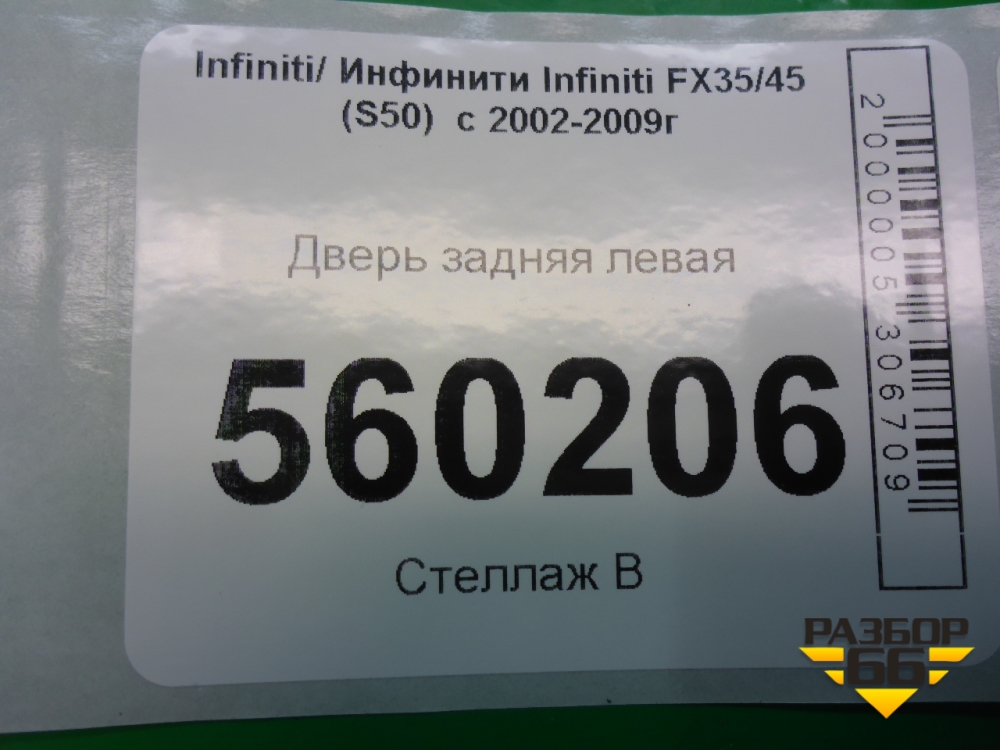 Infiniti/ Инфинити Infiniti FX35/45
(S50) с 2002-2009г
Дверь задняя левая
560206
Стеллаж В
2000005306709
РАЗБОР
66